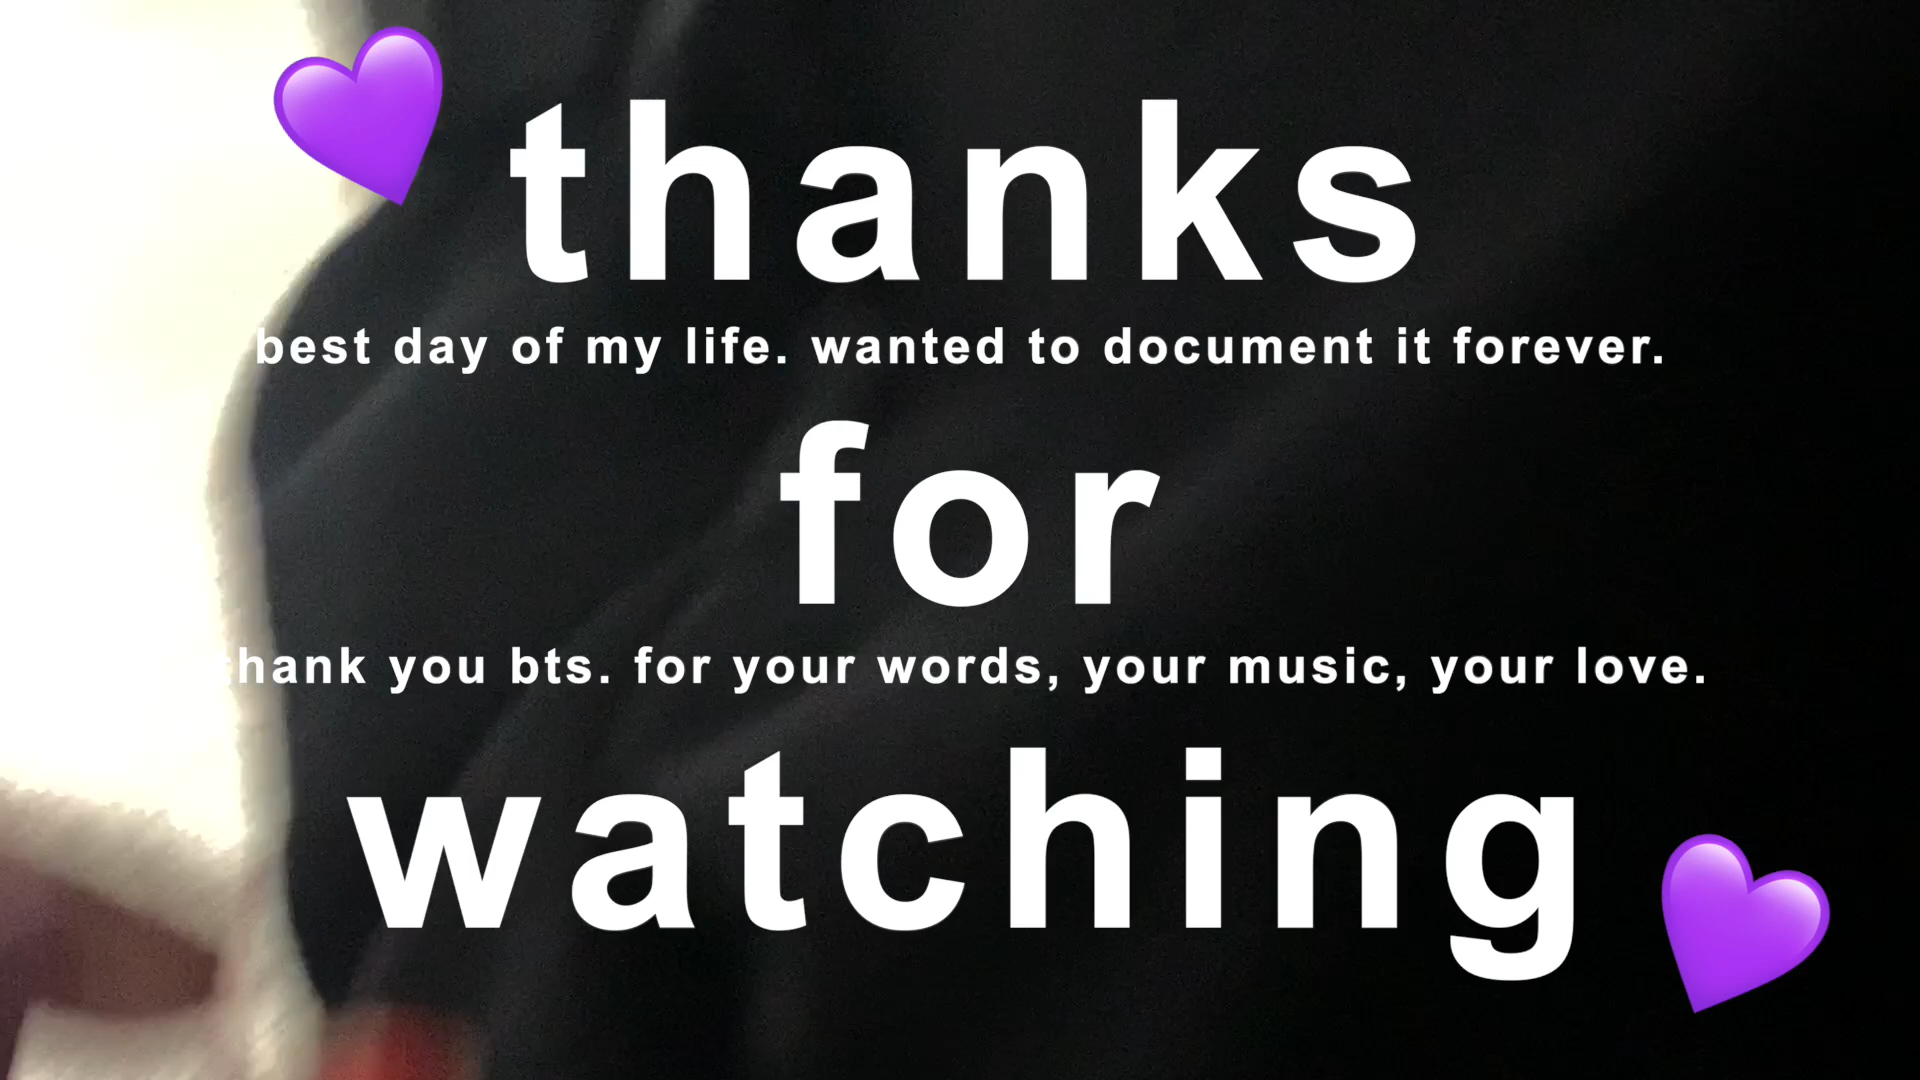 thanks
best day of my life. wanted to document it forever.
for
thank you bts. for your words, your music, your love.
watching